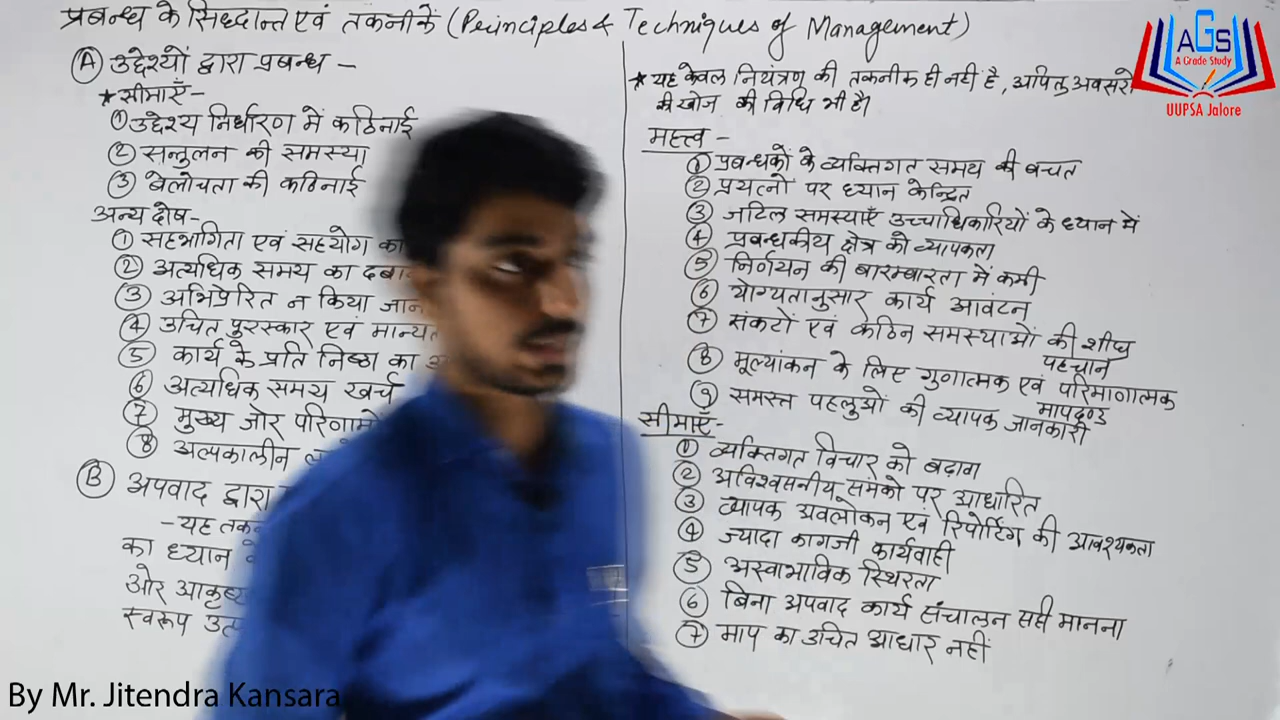 प्रबन्ध के सिद्धान्त एवं तकनीकें (Principles & Techniques of Management)
Ⓐ उद्देश्यों द्वारा प्रबन्ध –
★ सीमाएँ -
① उद्देश्य निर्धारण में कठिनाई
② सन्तुलन की समस्या
③ बेलोचता की कठिनाई
अन्य दोष-
① सहभागिता एवं सहयोग का
② अत्यधिक समय का दबा
③ अभिप्रेरित न किया जान
④ उचित पुरस्कार एवं मान्य
⑤ कार्य के प्रति निष्ठा का
⑥ अत्यधिक समय खर्च
⑦ मुख्य जोर परिणामों
⑧ अल्पकालीन
Ⓑ अपवाद द्वारा
- यह तक
का ध्यान
ओर आकृष्ट
स्वरूप उत्प
★ यह केवल नियंत्रण की तकनीक ही नहीं है, अपितु अवसरों
की खोज की विधि भी है।
महत्त्व -
① प्रबन्धकों के व्यक्तिगत समय की बचत
② प्रयत्नों पर ध्यान केन्द्रित
③ जटिल समस्याएँ उच्चाधिकारियों के ध्यान में
④ प्रबन्धकीय क्षेत्र की व्यापकता
⑤ निर्णयन की बारम्बारता में कमी
⑥ योग्यतानुसार कार्य आवंटन
⑦ संकटों एवं कठिन समस्याओं की शीघ्र
पहचान
⑧ मूल्यांकन के लिए गुणात्मक एवं परिमाणात्मक
मापदण्ड
⑨ समस्त पहलुओं की व्यापक जानकारी
सीमाएँ-
① व्यक्तिगत विचार को बढ़ावा
② अविश्वसनीय समंकों पर आधारित
③ व्यापक अवलोकन एवं रिपोर्टिंग की आवश्यकता
④ ज्यादा कागजी कार्यवाही
⑤ अस्वाभाविक स्थिरता
⑥ बिना अपवाद कार्य संचालन सही मानना
⑦ माप का उचित आधार नहीं
AGS
A Grade Study
UUPSA Jalore
By Mr. Jitendra Kansara